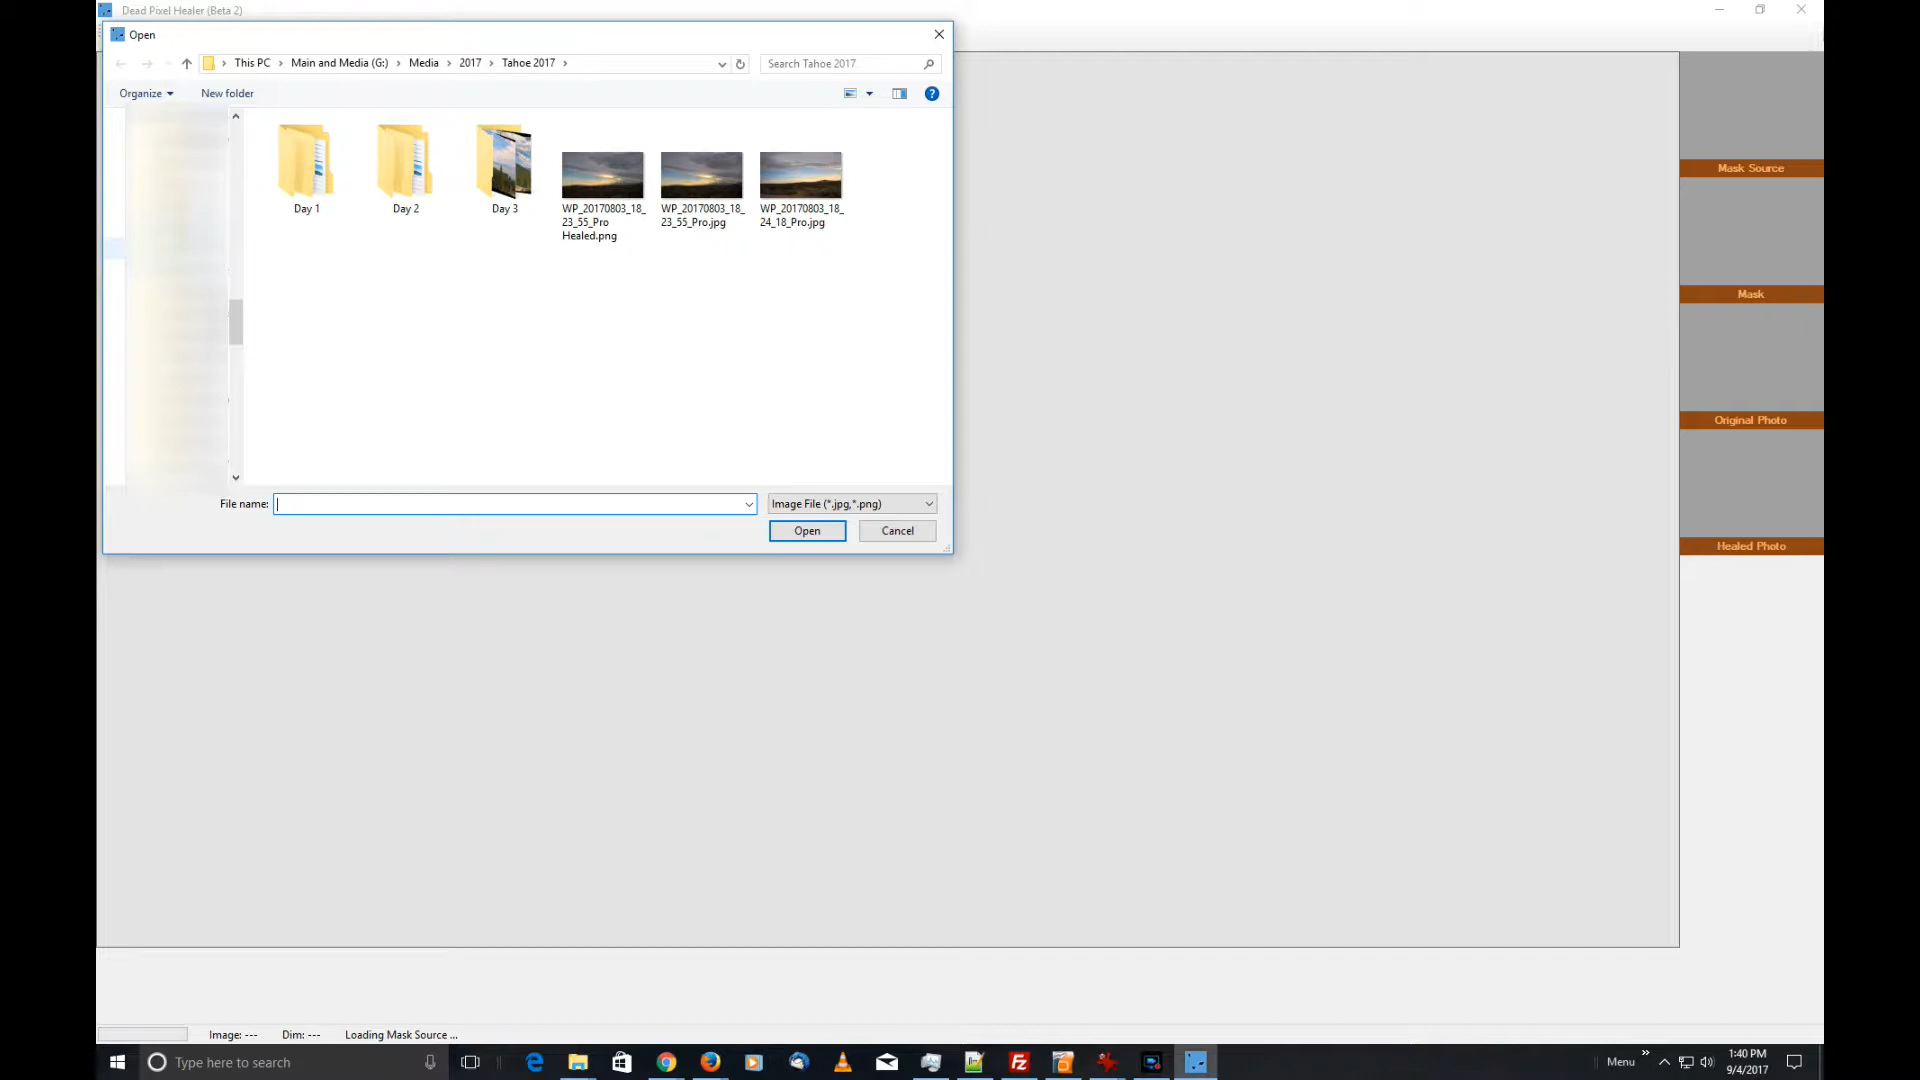 Dead Pixel Healer (Beta 2)
Open
This PC > Main and Media (G:) > Media > 2017 > Tahoe 2017 >
Search Tahoe 2017
Organize
New folder
Day 1
Day 2
Day 3
WP_20170803_18_
23_55_Pro
Healed.png
WP_20170803_18_
23_55_Pro.jpg
WP_20170803_18_
24_18_Pro.jpg
File name:
Image File (*.jpg,*.png)
Open
Cancel
Mask Source
Mask
Original Photo
Healed Photo
Image: ---
Dim: ---
Loading Mask Source ...
Type here to search
Menu
1:40 PM
9/4/2017